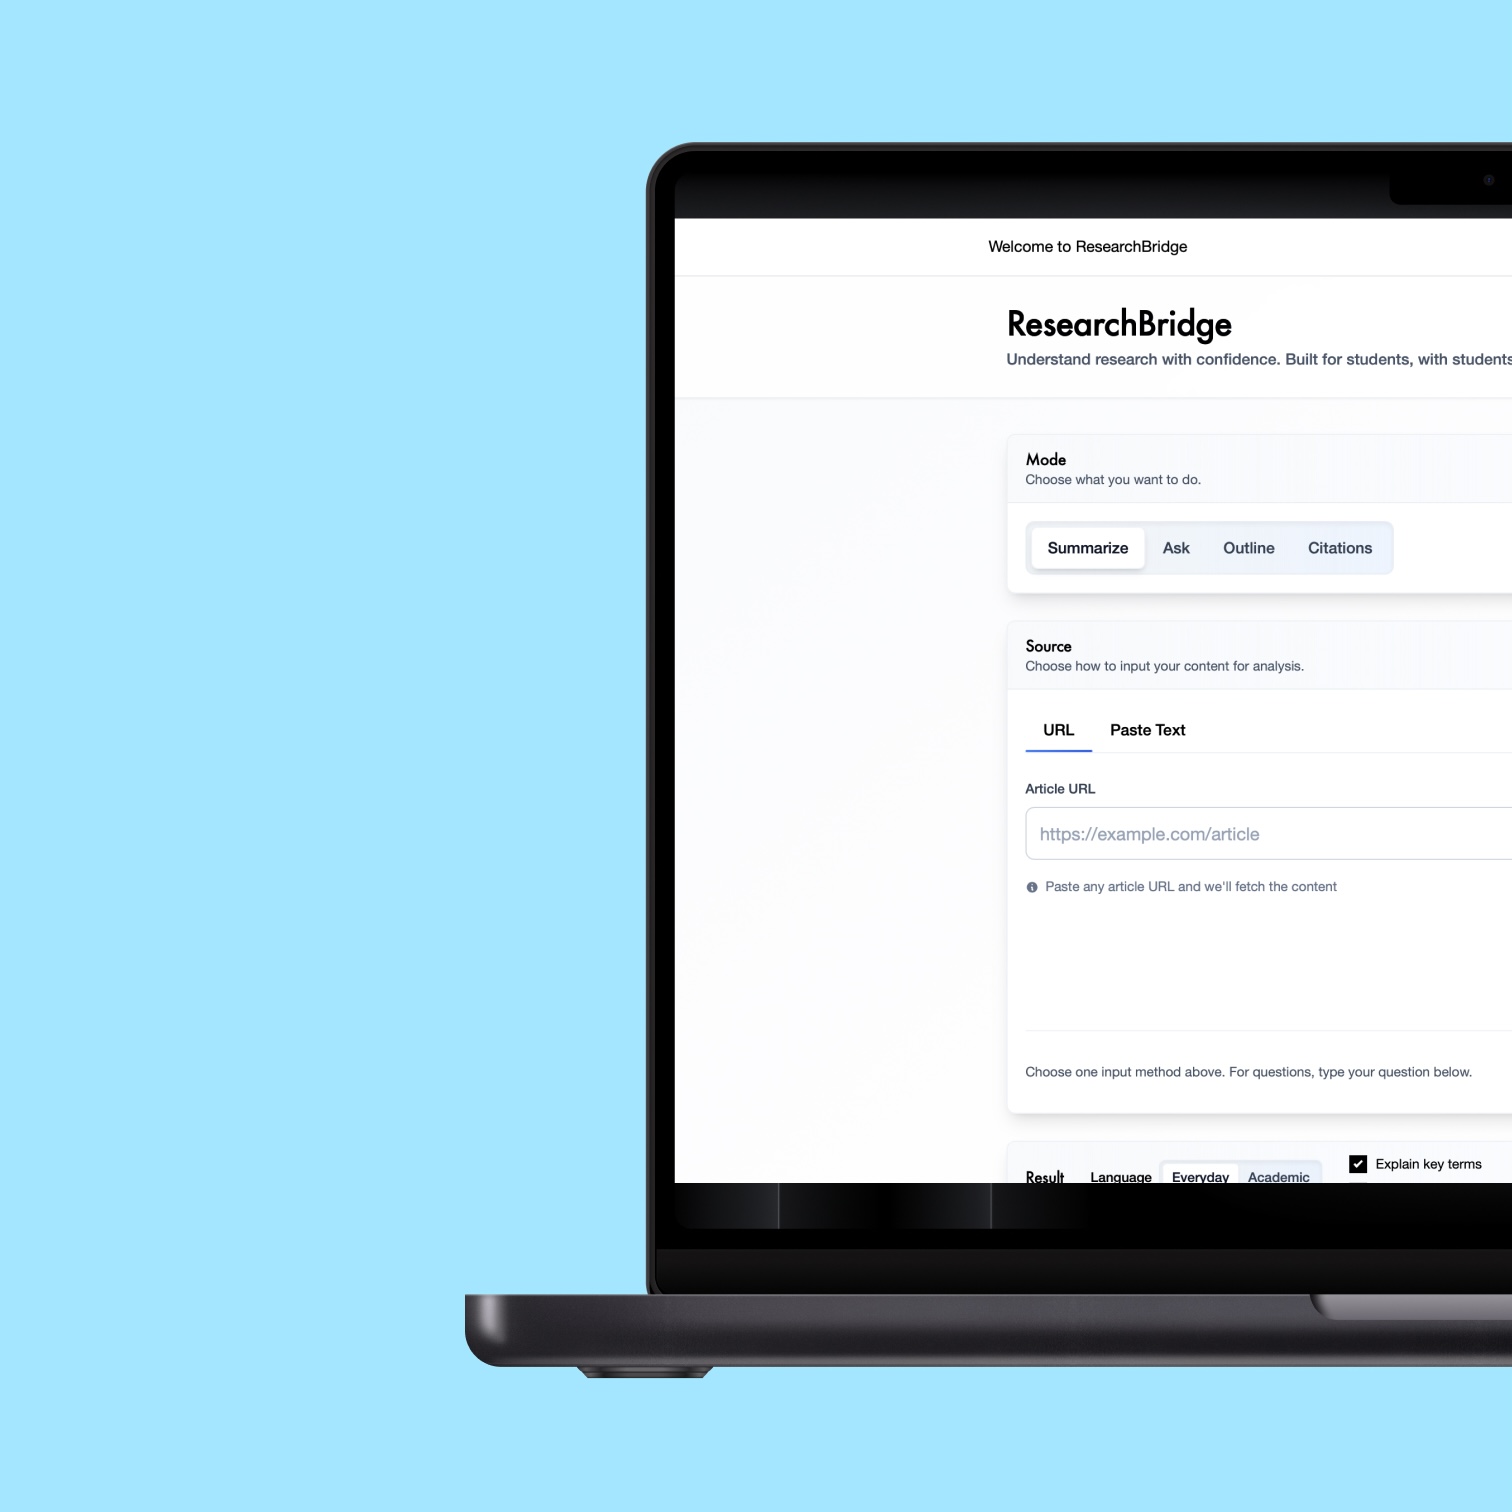 Welcome to ResearchBridge
ResearchBridge
Understand research with confidence. Built for students, with students
Mode
Choose what you want to do.
Summarize Ask Outline Citations
Source
Choose how to input your content for analysis.
URL Paste Text
Article URL
https://example.com/article
Paste any article URL and we'll fetch the content
Choose one input method above. For questions, type your question below.
Explain key terms
Result Language Everyday Academic